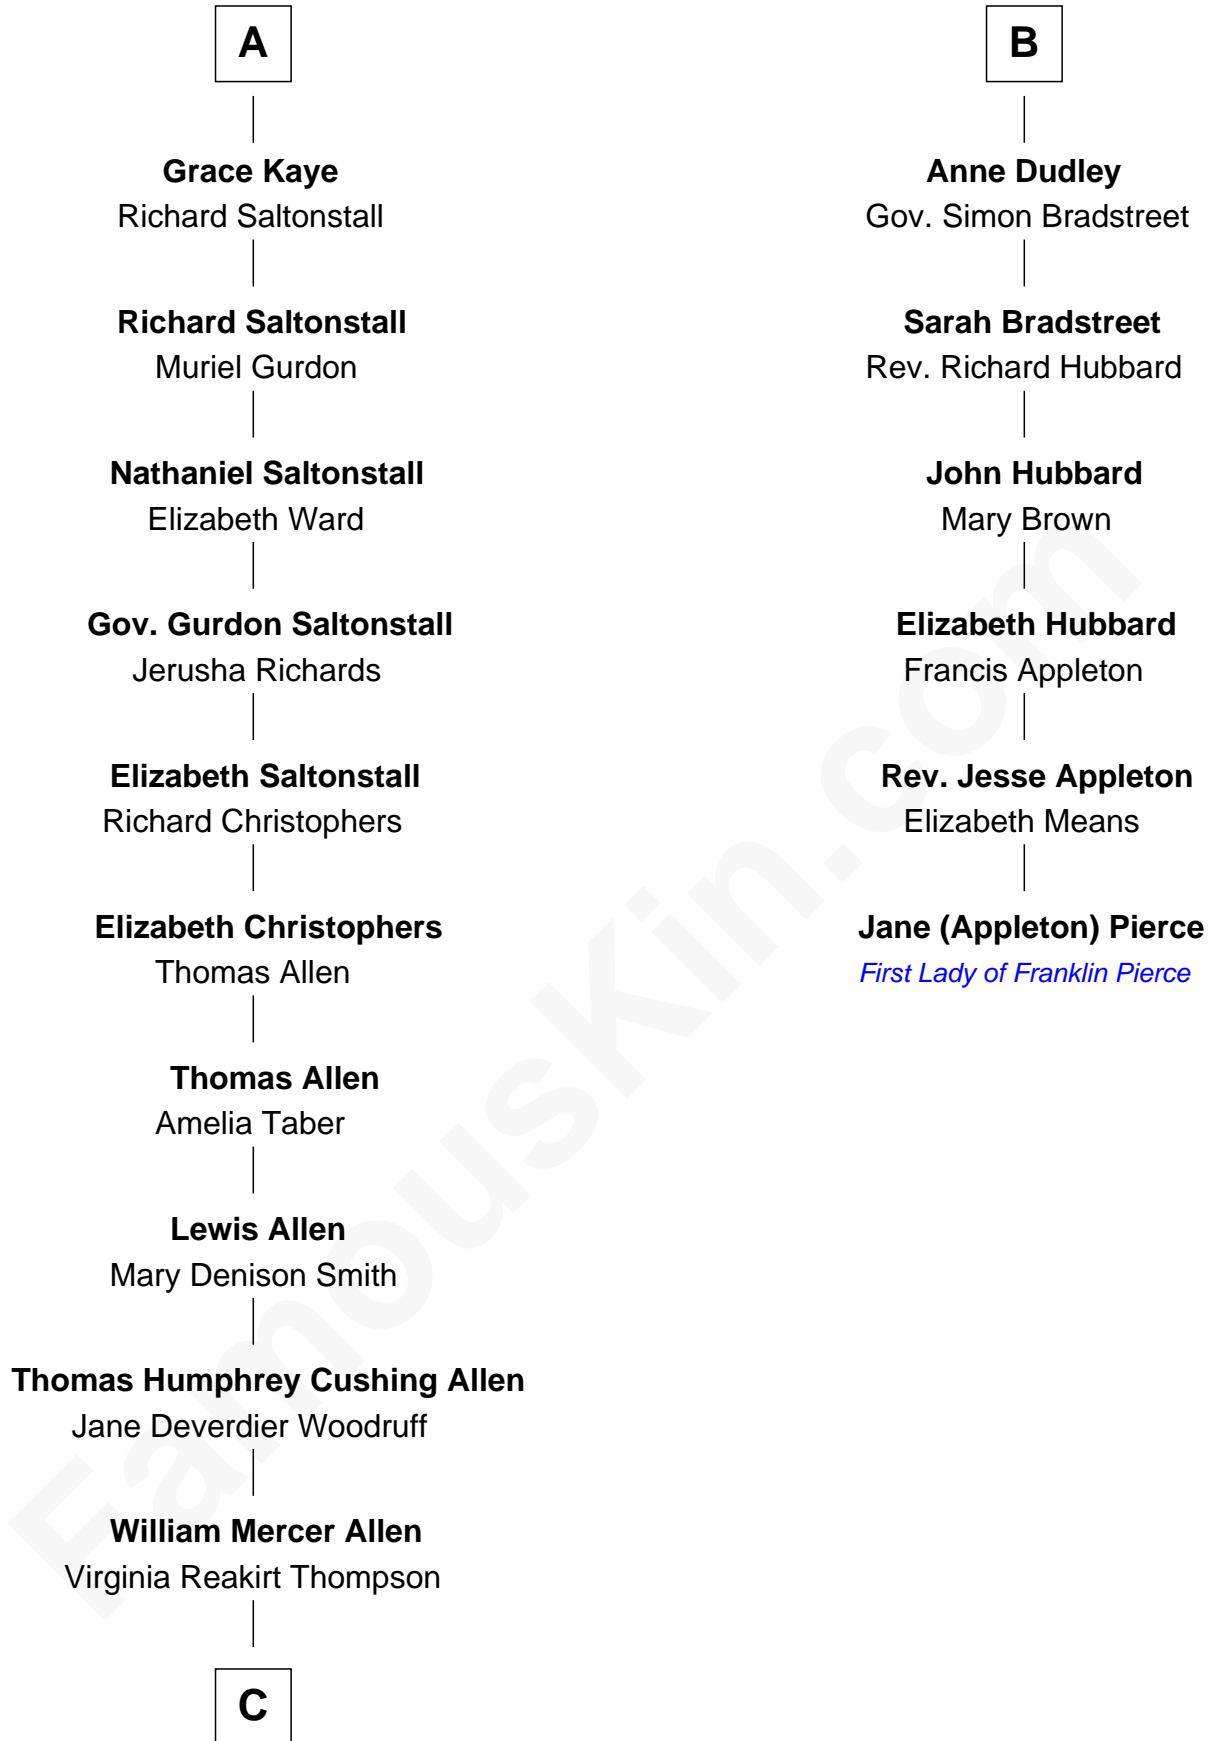 A
Grace Kaye
Richard Saltonstall
Richard Saltonstall
Muriel Gurdon
Nathaniel Saltonstall
Elizabeth Ward
Gov. Gurdon Saltonstall
Jerusha Richards
Elizabeth Saltonstall
Richard Christophers
Elizabeth Christophers
Thomas Allen
Thomas Allen
Amelia Taber
Lewis Allen
Mary Denison Smith
Thomas Humphrey Cushing Allen
Jane Deverdier Woodruff
William Mercer Allen
Virginia Reakirt Thompson
C
B
Anne Dudley
Gov. Simon Bradstreet
Sarah Bradstreet
Rev. Richard Hubbard
John Hubbard
Mary Brown
Elizabeth Hubbard
Francis Appleton
Rev. Jesse Appleton
Elizabeth Means
Jane (Appleton) Pierce
First Lady of Franklin Pierce
FamousKin.com